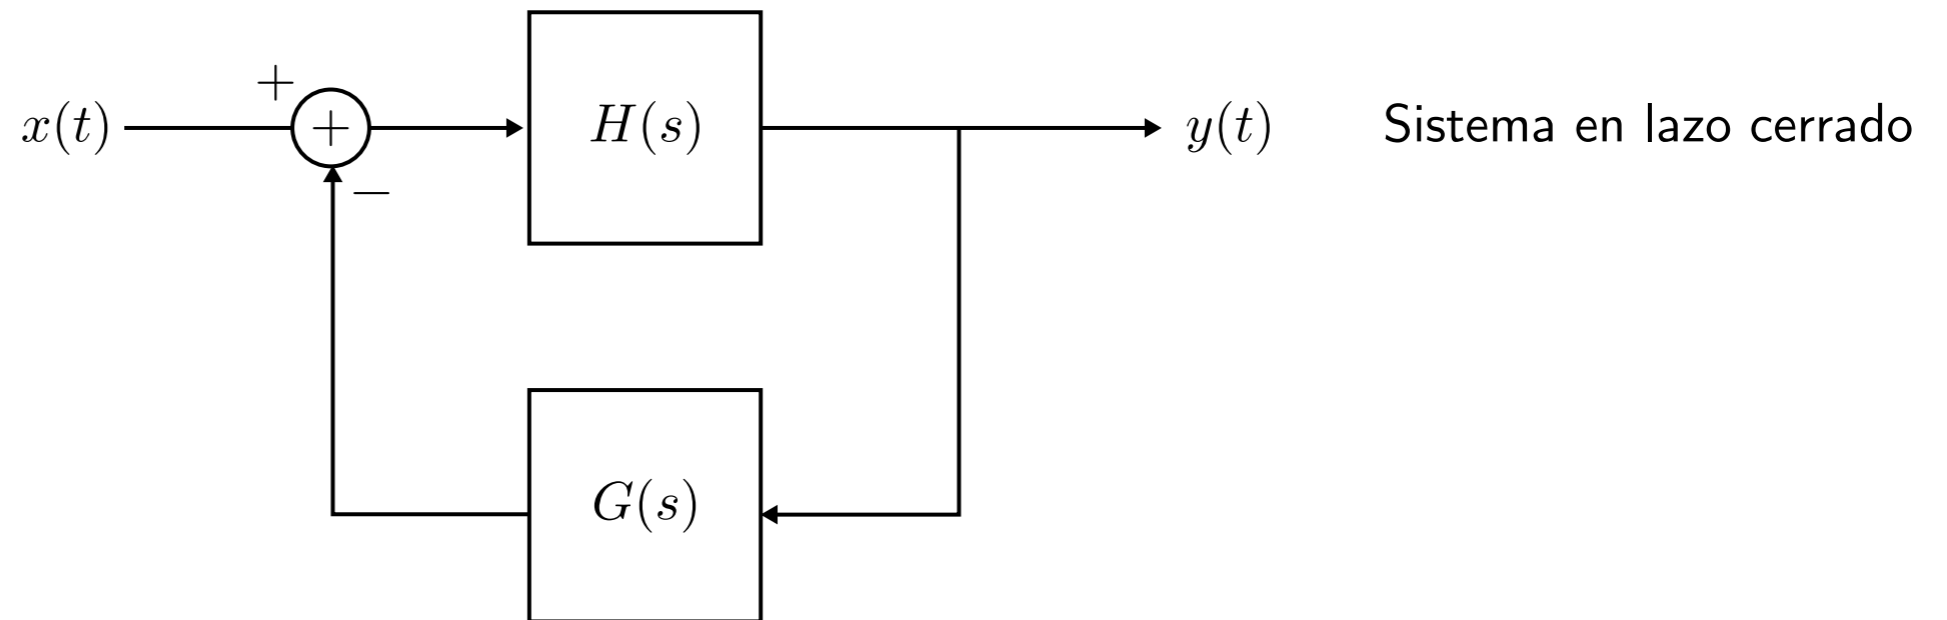 +
x(t) + H(s) y(t) Sistema en lazo cerrado
−
G(s)